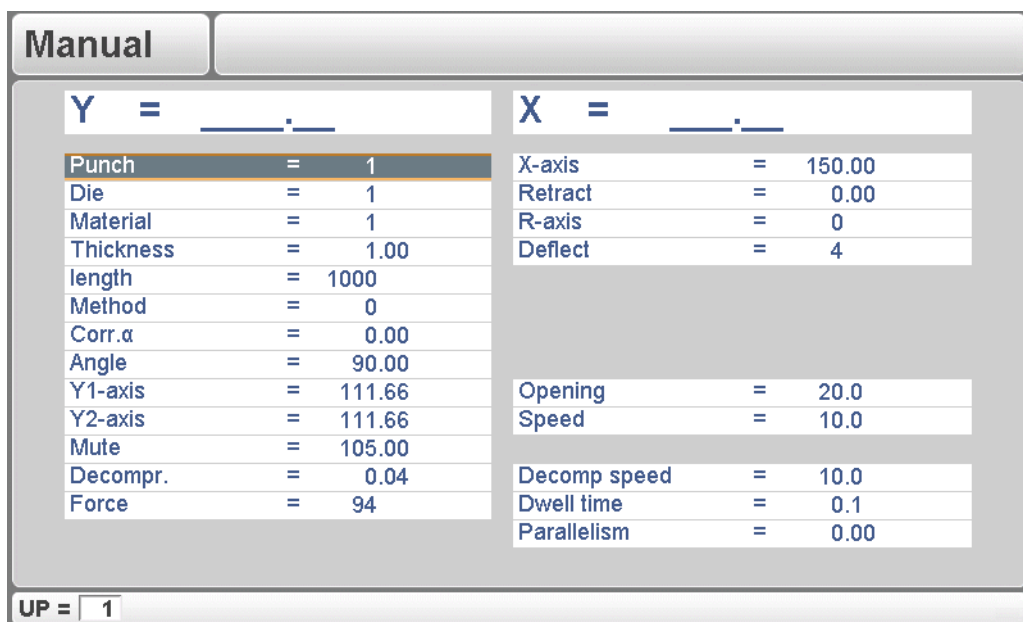 Manual
Y = ____.__
X = ___.__
Punch = 1
Die = 1
Material = 1
Thickness = 1.00
length = 1000
Method = 0
Corr.α = 0.00
Angle = 90.00
Y1-axis = 111.66
Y2-axis = 111.66
Mute = 105.00
Decompr. = 0.04
Force = 94
X-axis = 150.00
Retract = 0.00
R-axis = 0
Deflect = 4
Opening = 20.0
Speed = 10.0
Decomp speed = 10.0
Dwell time = 0.1
Parallelism = 0.00
UP = 1